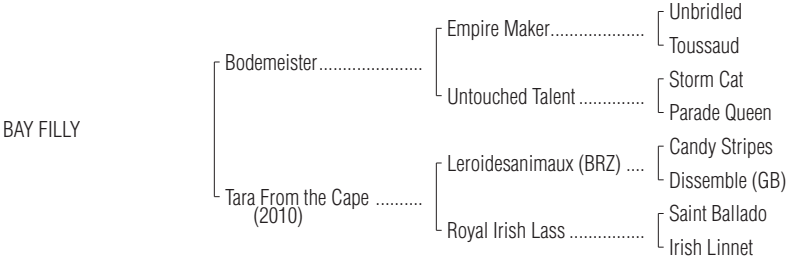 Unbridled
Empire Maker....................
Toussaud
Bodemeister......................
Storm Cat
Untouched Talent ..............
Parade Queen
BAY FILLY
Candy Stripes
Leroidesanimaux (BRZ) ....
Dissemble (GB)
Tara From the Cape ..........
(2010)
Saint Ballado
Royal Irish Lass ................
Irish Linnet